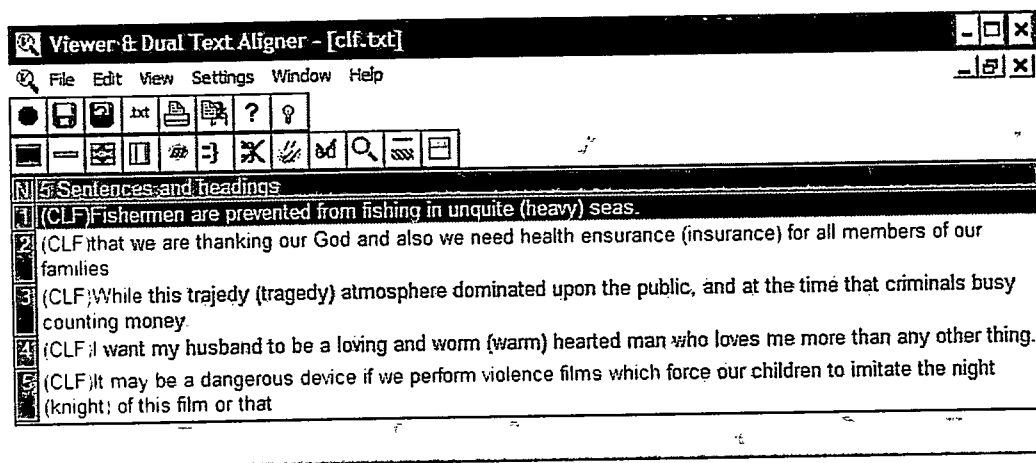 Viewer & Dual Text Aligner - [clf.txt]
File Edit View Settings Window Help
.txt ?
N 5 Sentences and headings
1 (CLF)Fishermen are prevented from fishing in unquite (heavy) seas.
2 (CLF)that we are thanking our God and also we need health ensurance (insurance) for all members of our
families
3 (CLF)While this trajedy (tragedy) atmosphere dominated upon the public, and at the time that criminals busy
counting money.
4 (CLF)I want my husband to be a loving and worm (warm) hearted man who loves me more than any other thing.
5 (CLF)It may be a dangerous device if we perform violence films which force our children to imitate the night
(knight) of this film or that